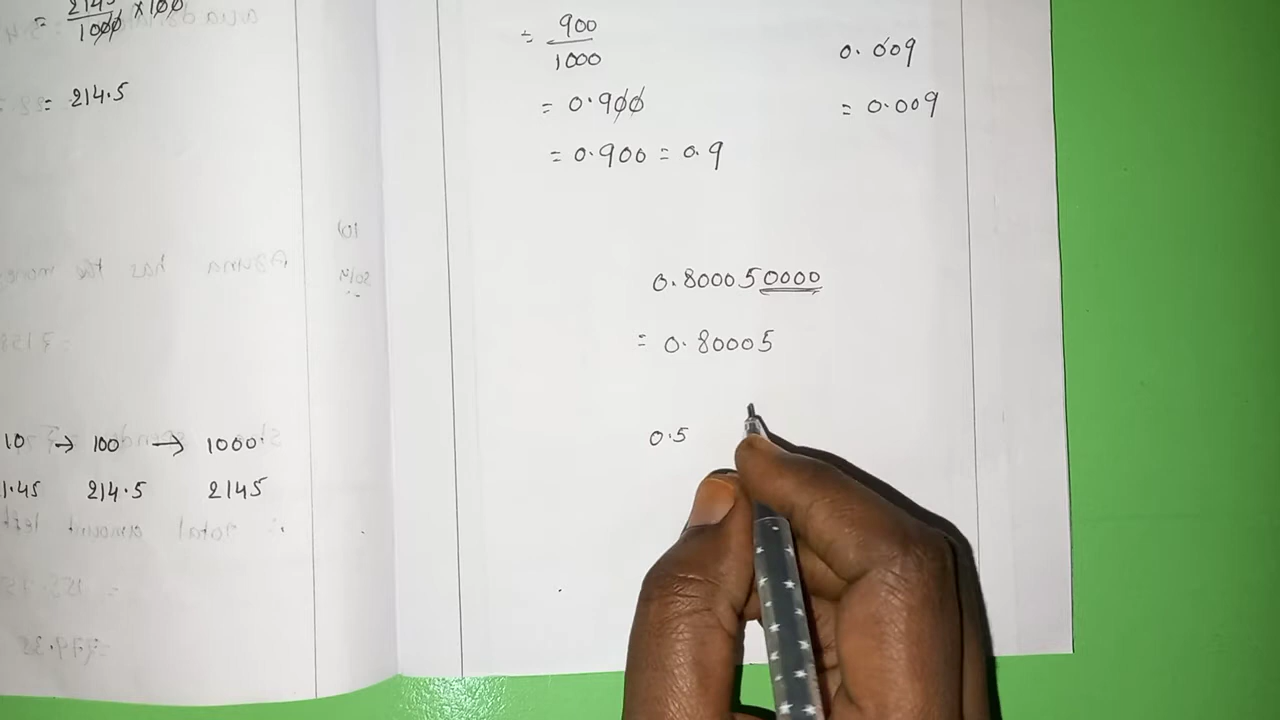 = 2145/1000 × 100
= 214.5
10 → 100 → 1000
1.45 214.5 2145
= 900/1000
= 0.900
= 0.900 = 0.9
0.009
= 0.009
0.800050000
= 0.80005
0.5